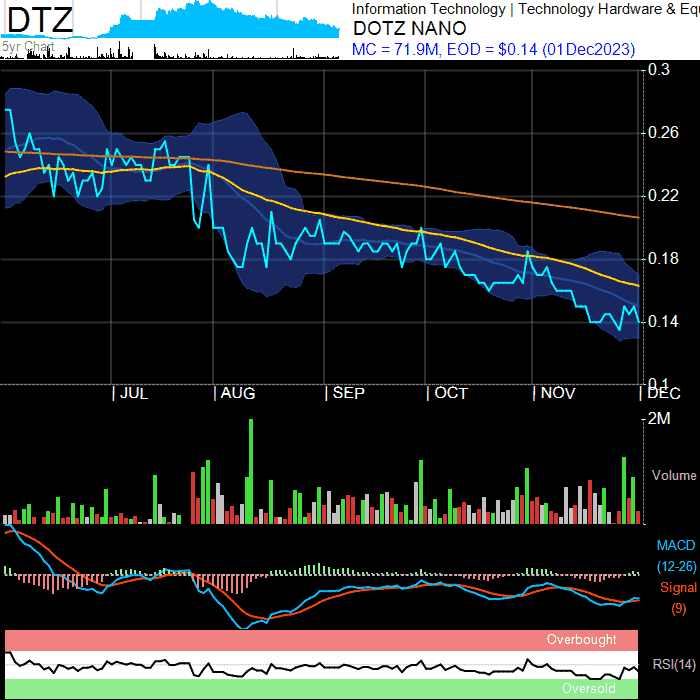 DTZ
Information Technology | Technology Hardware & Equ
DOTZ NANO
MC = 71.9M, EOD = $0.14 (01Dec2023)
5yr Chart
0.3
0.26
0.22
0.18
0.14
0.1
| JUL | AUG | SEP | OCT | NOV | DEC
2M
Volume
MACD
(12-26)
Signal
(9)
Overbought
RSI(14)
Oversold